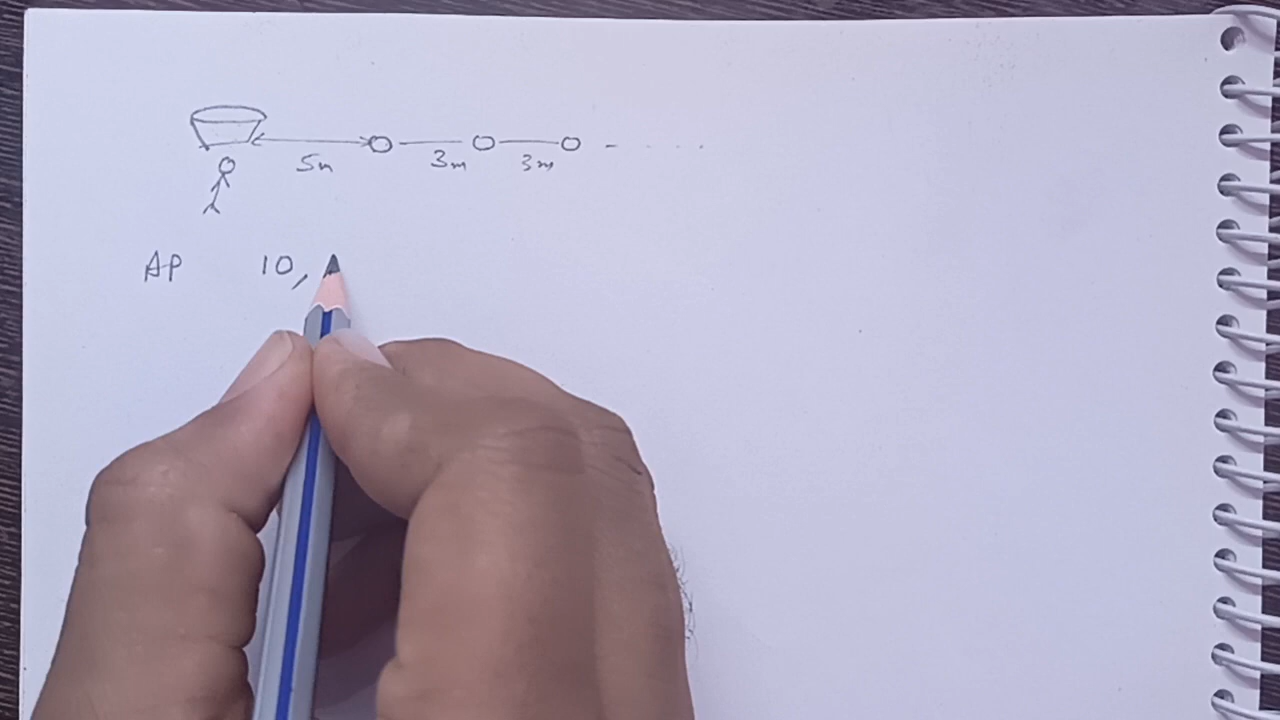 5m 3m 3m - . . . . .
AP 10,